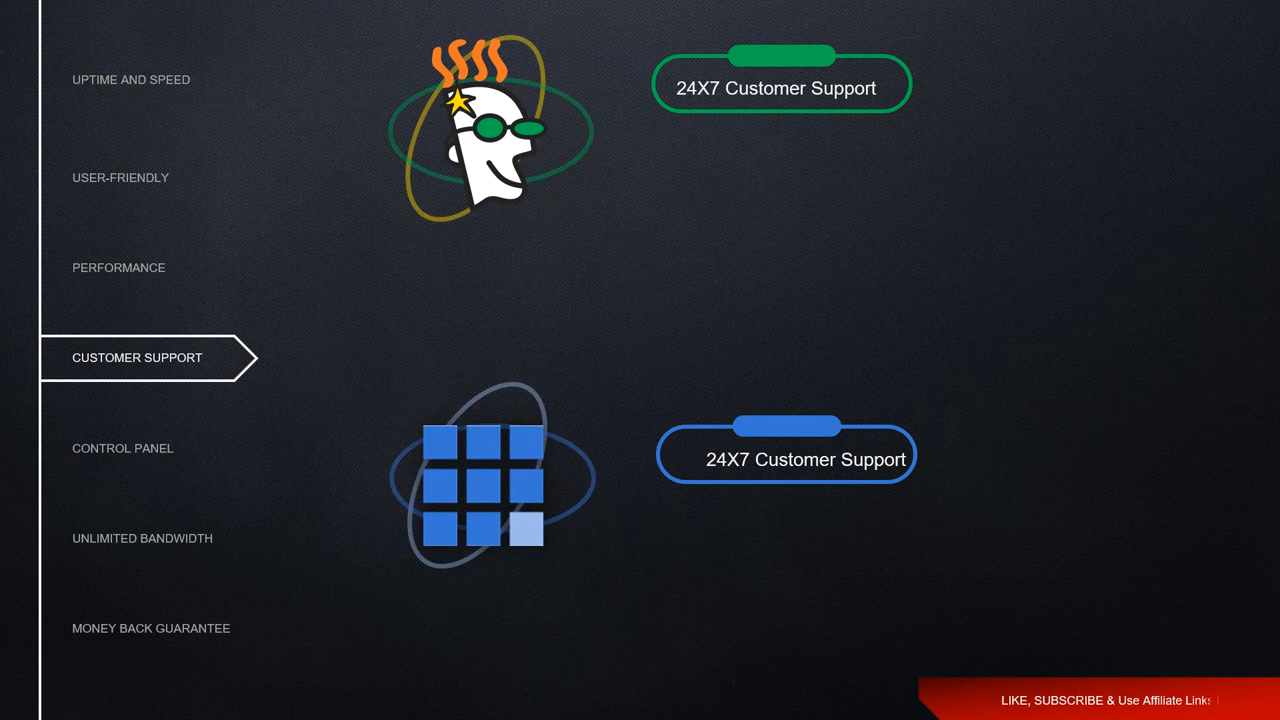 UPTIME AND SPEED
24X7 Customer Support
USER-FRIENDLY
PERFORMANCE
CUSTOMER SUPPORT
CONTROL PANEL
24X7 Customer Support
UNLIMITED BANDWIDTH
MONEY BACK GUARANTEE
LIKE, SUBSCRIBE & Use Affiliate Links